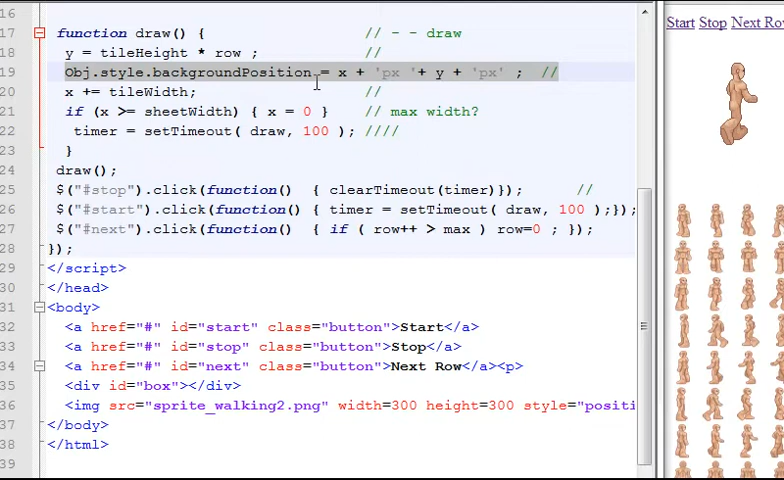 16
17 function draw() { // - - draw
18 y = tileHeight * row ; //
19 Obj.style.backgroundPosition = x + 'px '+ y + 'px' ; //
20 x += tileWidth; //
21 if (x >= sheetWidth) { x = 0 } // max width?
22 timer = setTimeout( draw, 100 ); ////
23 }
24 draw();
25 $("#stop").click(function() { clearTimeout(timer)}); //
26 $("#start").click(function() { timer = setTimeout( draw, 100 );});
27 $("#next").click(function() { if ( row++ > max ) row=0 ; });
28 });
29 </script>
30 </head>
31 <body>
32 <a href="#" id="start" class="button">Start</a>
33 <a href="#" id="stop" class="button">Stop</a>
34 <a href="#" id="next" class="button">Next Row</a><p>
35 <div id="box"></div>
36 <img src="sprite_walking2.png" width=300 height=300 style="positi
37 </body>
38 </html>
39
Start Stop Next Row